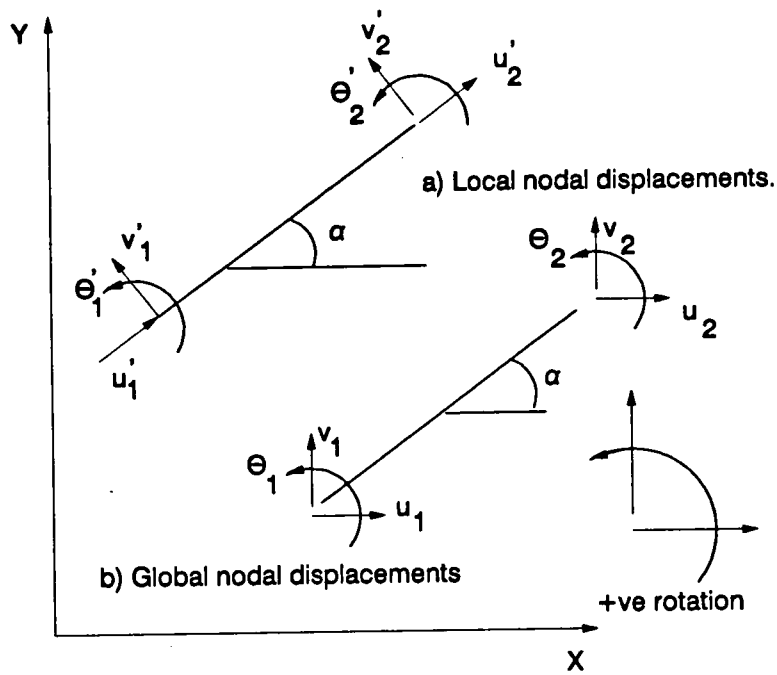 Y
v'2
u'2
Θ'2
a) Local nodal displacements.
v'1
α
Θ'1
Θ2
v2
u2
u'1
α
v1
Θ1
u1
b) Global nodal displacements
+ve rotation
X